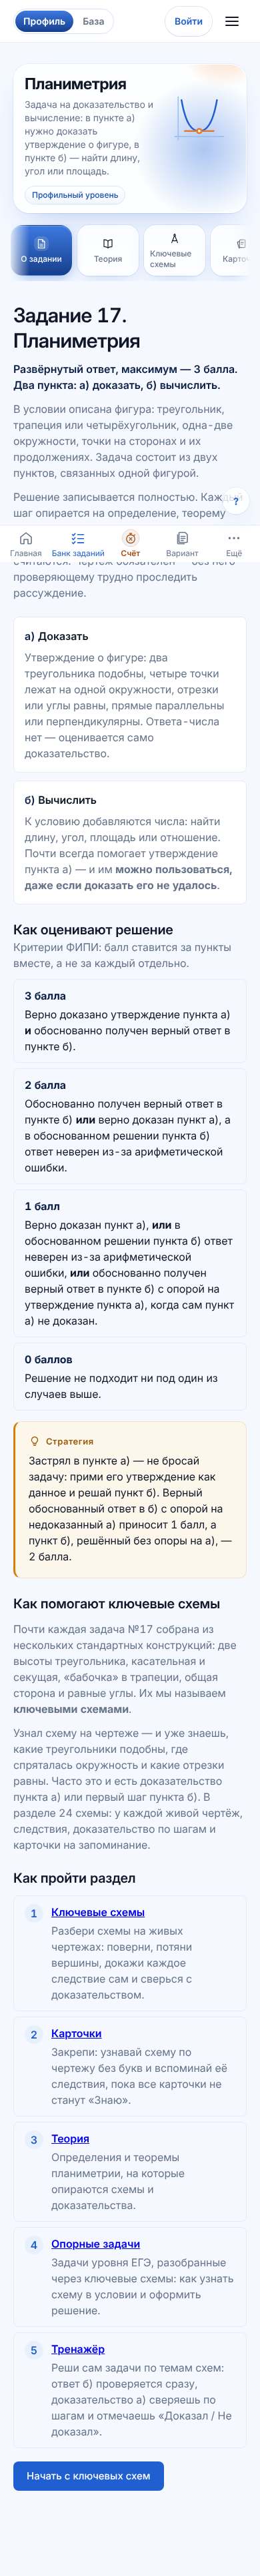 Профиль
База
Войти
Планиметрия
Задача на доказательство и
вычисление: в пункте а)
нужно доказать
утверждение о фигуре, в
пункте б) — найти длину,
угол или площадь.
Профильный уровень
О задании
Теория
Ключевые
схемы
Задание 17.
Планиметрия
Развёрнутый ответ, максимум — 3 балла.
Два пункта: а) доказать, б) вычислить.
В условии описана фигура: треугольник,
трапеция или четырёхугольник, одна-две
окружности, точки на сторонах и их
продолжениях. Задача состоит из двух
пунктов, связанных одной фигурой.
Решение записывается полностью. Каждый
шаг опирается на определение, теорему
?
Главная
Банк заданий
Счёт
Вариант
Ещё
проверяющему трудно проследить
рассуждение.
а) Доказать
Утверждение о фигуре: два
треугольника подобны, четыре точки
лежат на одной окружности, отрезки
или углы равны, прямые параллельны
или перпендикулярны. Ответа-числа
нет — оценивается само
доказательство.
б) Вычислить
К условию добавляются числа: найти
длину, угол, площадь или отношение.
Почти всегда помогает утверждение
пункта а) — и им можно пользоваться,
даже если доказать его не удалось.
Как оценивают решение
Критерии ФИПИ: балл ставится за пункты
вместе, а не за каждый отдельно.
3 балла
Верно доказано утверждение пункта а)
и обоснованно получен верный ответ в
пункте б).
2 балла
Обоснованно получен верный ответ в
пункте б) или верно доказан пункт а), а
в обоснованном решении пункта б)
ответ неверен из-за арифметической
ошибки.
1 балл
Верно доказан пункт а), или в
обоснованном решении пункта б) ответ
неверен из-за арифметической
ошибки, или обоснованно получен
верный ответ в пункте б) с опорой на
утверждение пункта а), когда сам пункт
а) не доказан.
0 баллов
Решение не подходит ни под один из
случаев выше.
Стратегия
Застрял в пункте а) — не бросай
задачу: прими его утверждение как
данное и решай пункт б). Верный
обоснованный ответ в б) с опорой на
недоказанный а) приносит 1 балл, а
пункт б), решённый без опоры на а), —
2 балла.
Как помогают ключевые схемы
Почти каждая задача №17 собрана из
нескольких стандартных конструкций: две
высоты треугольника, касательная и
секущая, «бабочка» в трапеции, общая
сторона и равные углы. Их мы называем
ключевыми схемами.
Узнал схему на чертеже — и уже знаешь,
какие треугольники подобны, где
спряталась окружность и какие отрезки
равны. Часто это и есть доказательство
пункта а) или первый шаг пункта б). В
разделе 24 схемы: у каждой живой чертёж,
следствия, доказательство по шагам и
карточки на запоминание.
Как пройти раздел
1
Ключевые схемы
Разбери схемы на живых
чертежах: поверни, потяни
вершины, докажи каждое
следствие сам и сверься с
доказательством.
2
Карточки
Закрепи: узнавай схему по
чертежу без букв и вспоминай её
следствия, пока все карточки не
станут «Знаю».
3
Теория
Определения и теоремы
планиметрии, на которые
опираются схемы и
доказательства.
4
Опорные задачи
Задачи уровня ЕГЭ, разобранные
через ключевые схемы: как узнать
схему в условии и оформить
решение.
5
Тренажёр
Реши сам задачи по темам схем:
ответ б) проверяется сразу,
доказательство а) сверяешь по
шагам и отмечаешь «Доказал / Не
доказал».
Начать с ключевых схем